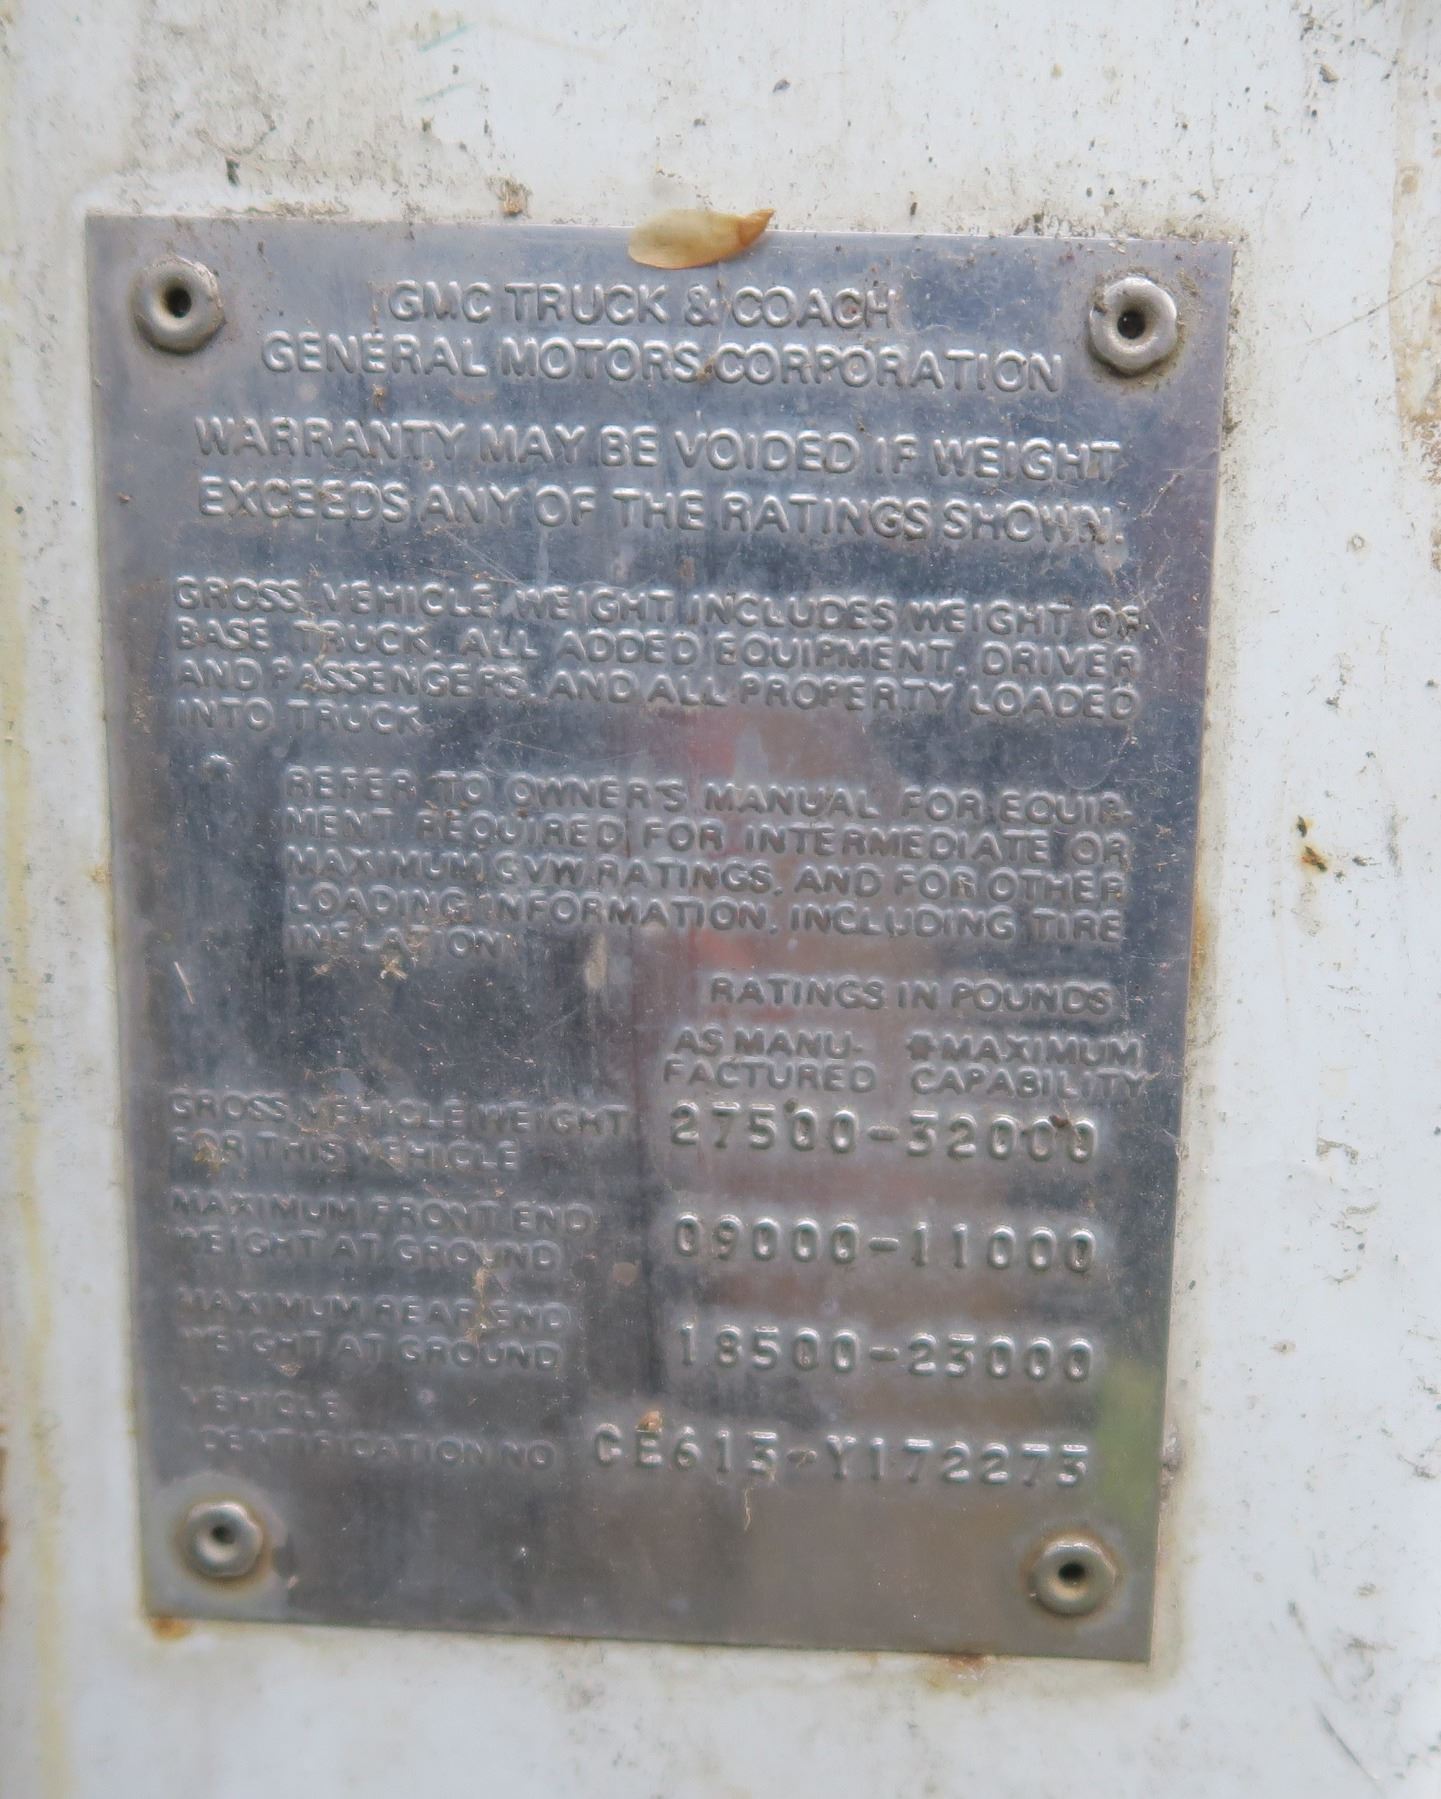 GMC TRUCK & COACH
GENERAL MOTORS CORPORATION
WARRANTY MAY BE VOIDED IF WEIGHT
EXCEEDS ANY OF THE RATINGS SHOWN.
GROSS VEHICLE WEIGHT INCLUDES WEIGHT OF
BASE TRUCK, ALL ADDED EQUIPMENT, DRIVER
AND PASSENGERS, AND ALL PROPERTY LOADED
INTO TRUCK.
REFER TO OWNER'S MANUAL FOR EQUIP-
MENT REQUIRED FOR INTERMEDIATE OR
MAXIMUM GVW RATINGS, AND FOR OTHER
LOADING INFORMATION, INCLUDING TIRE
INFLATION
RATINGS IN POUNDS
AS MANU- *MAXIMUM
FACTURED CAPABILITY
GROSS VEHICLE WEIGHT 27500-32000
FOR THIS VEHICLE
MAXIMUM FRONT END 09000-11000
WEIGHT AT GROUND
MAXIMUM REAR END 18500-23000
WEIGHT AT GROUND
VEHICLE
IDENTIFICATION NO CE613-Y172273